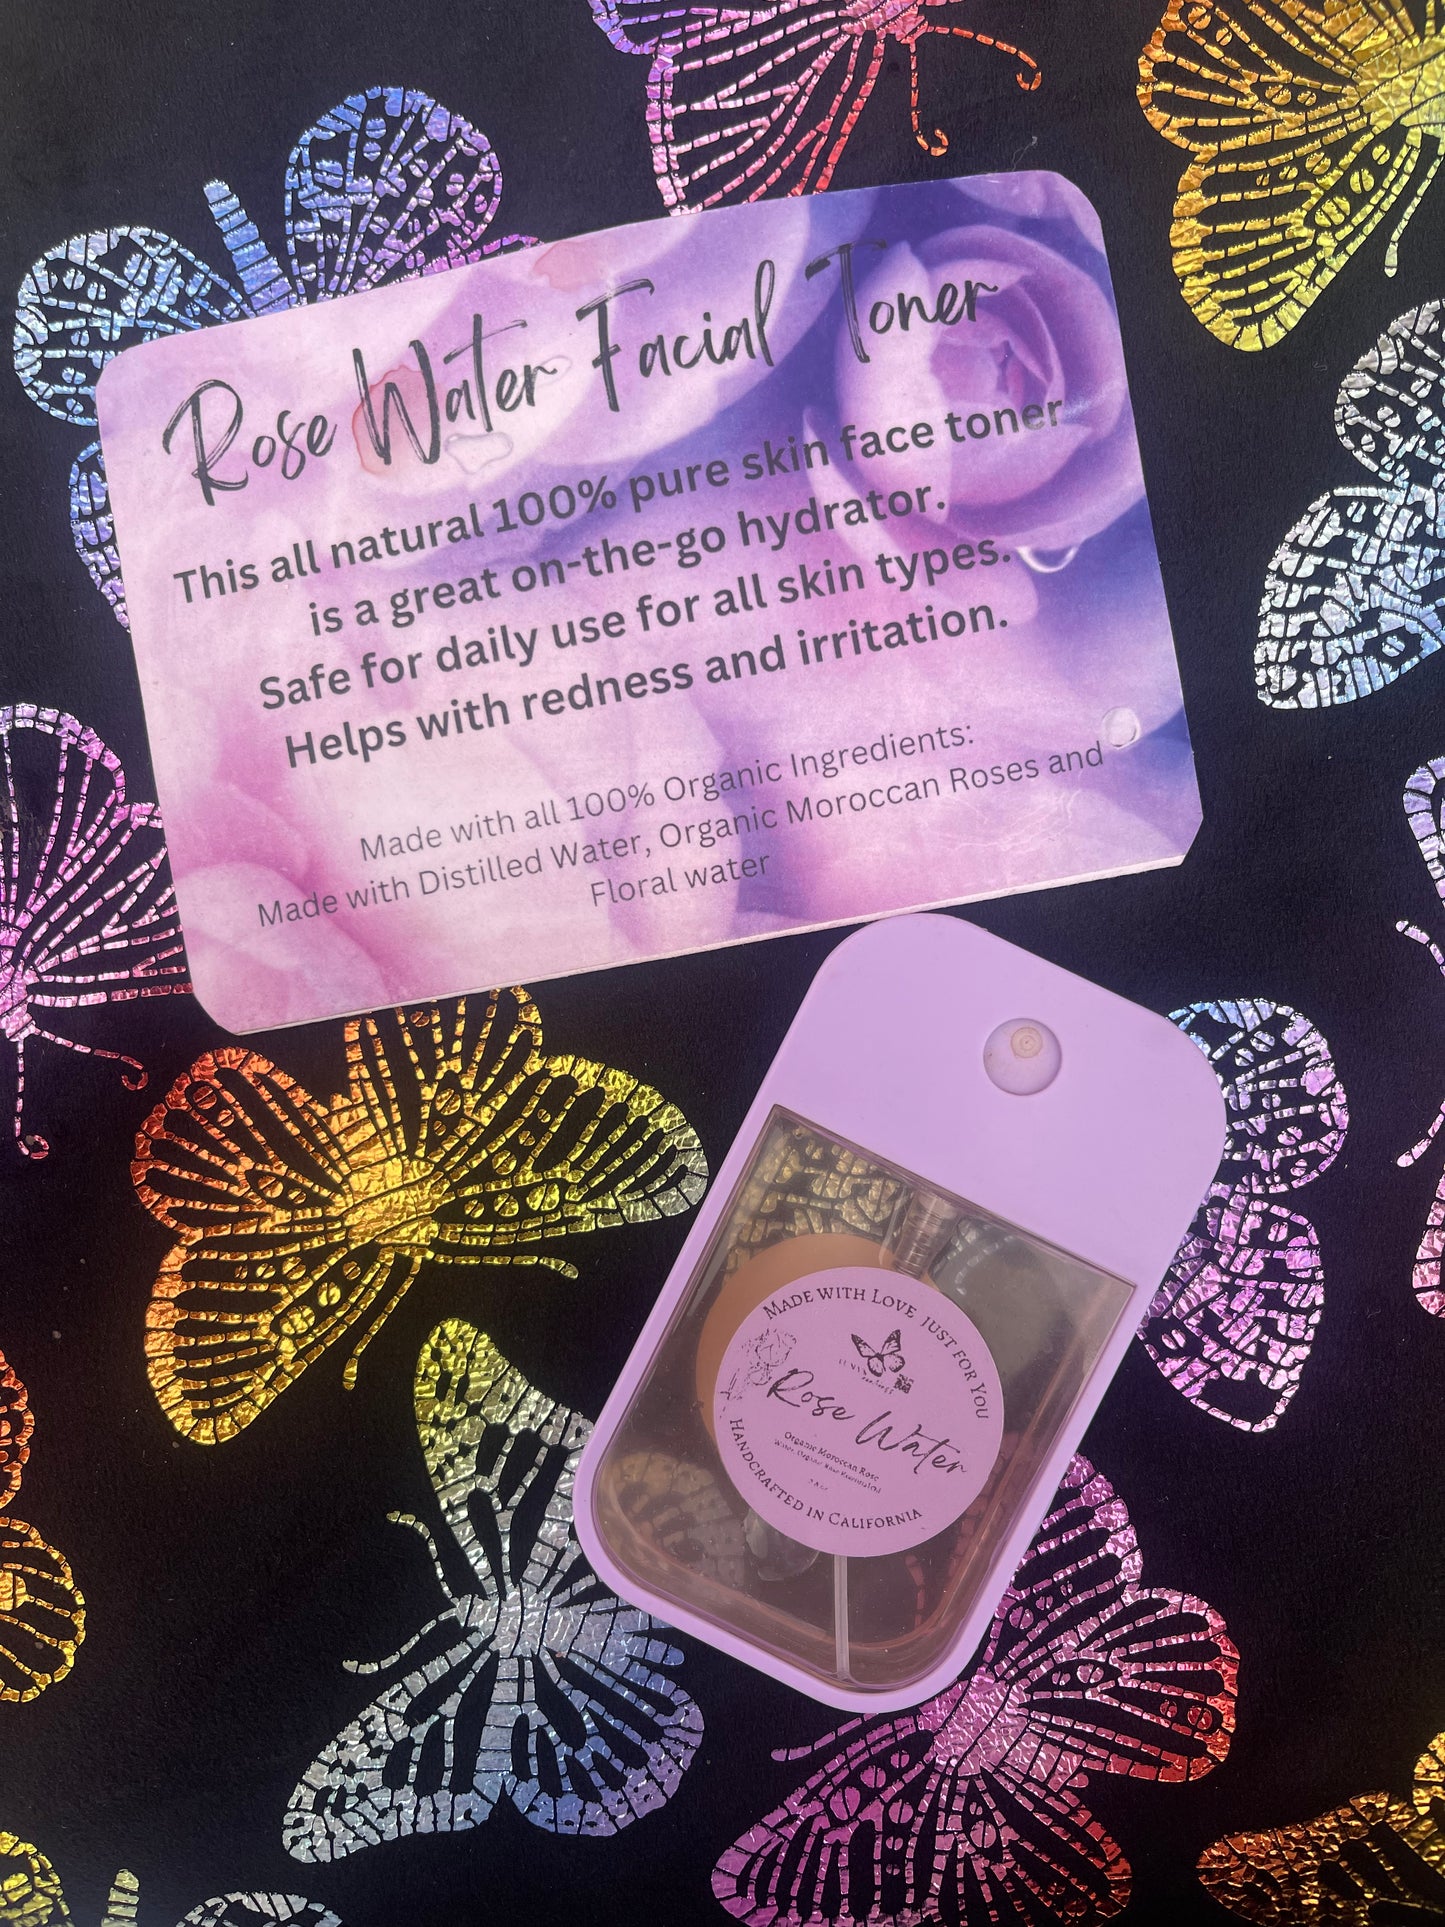 Rose Water Facial Toner
This all natural 100% pure skin face toner
is a great on-the-go hydrator.
Safe for daily use for all skin types.
Helps with redness and irritation.
Made with all 100% Organic Ingredients:
Made with Distilled Water, Organic Moroccan Roses and
Floral water
Made with Love just for You
Rose Water
Organic Moroccan Rose
Handcrafted in California